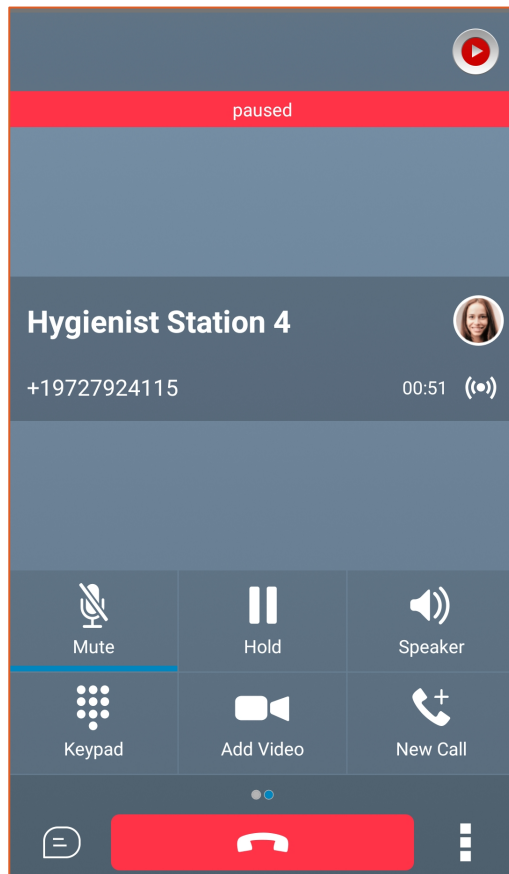 paused
Hygienist Station 4
+19727924115 00:51
Mute Hold Speaker
Keypad Add Video New Call